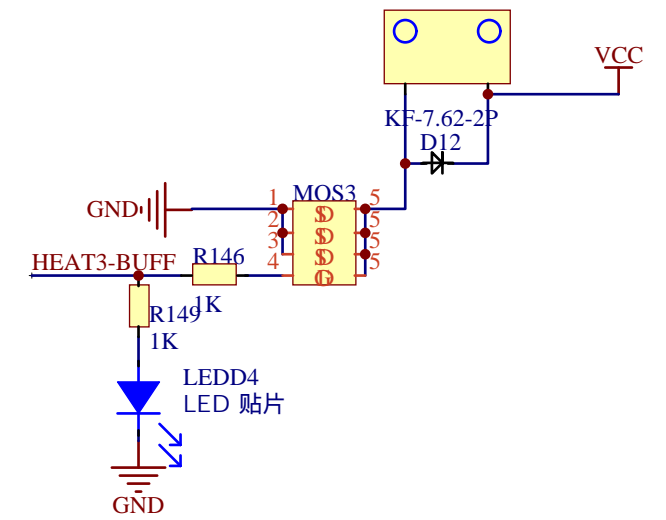 VCC
KF-7.62-2P
D12
MOS3
GND
1
2
3
4
S
S
S
G
D
D
D
D
5
5
5
5
HEAT3-BUFF
R146
1K
R149
1K
LEDD4
LED 贴片
GND